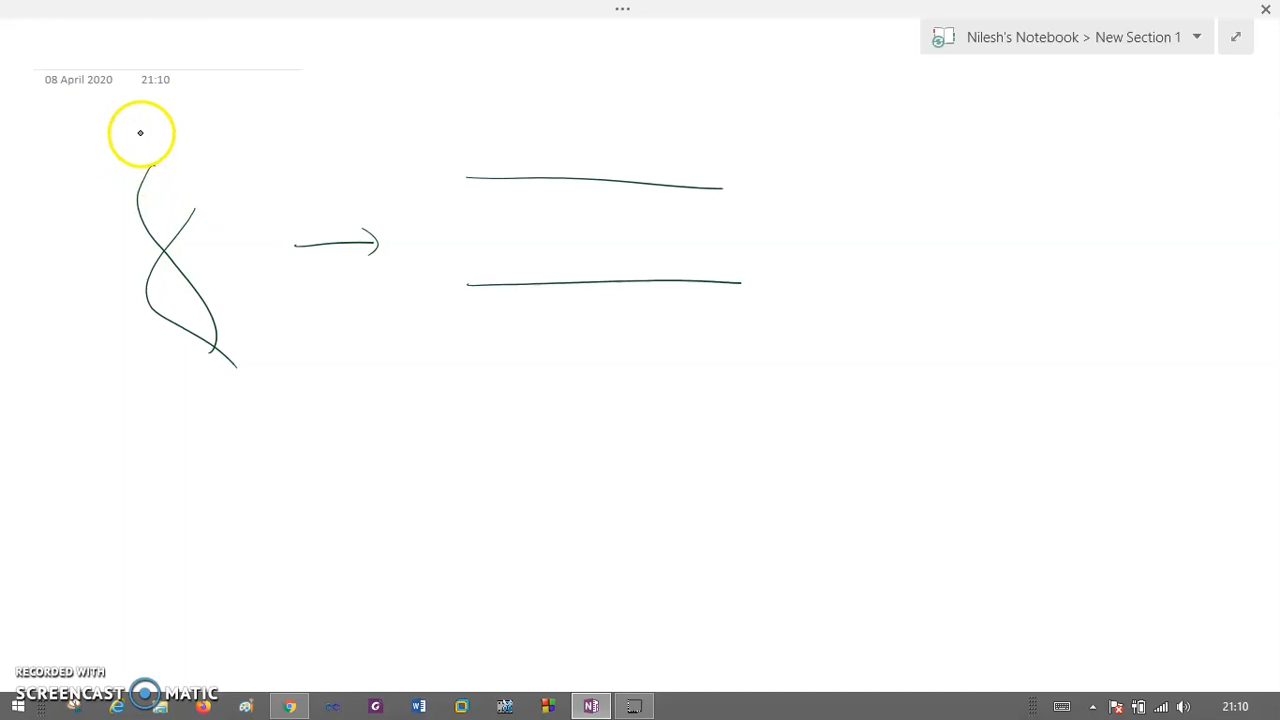 Nilesh's Notebook > New Section 1
08 April 2020 21:10
RECORDED WITH
SCREENCAST MATIC
21:10